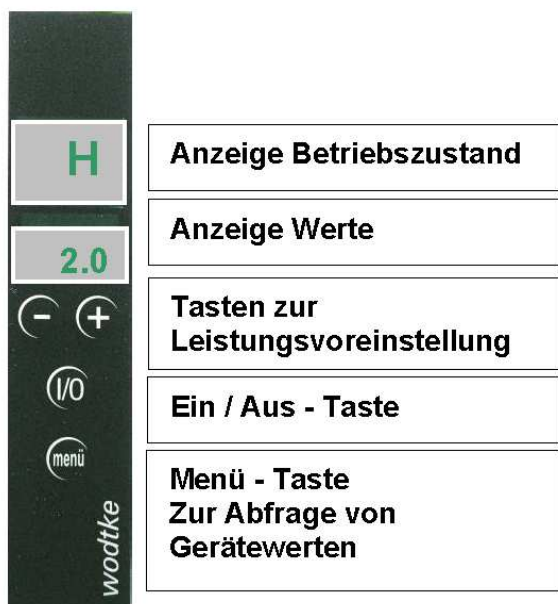 H
Anzeige Betriebszustand
2.0
Anzeige Werte
- +
Tasten zur
Leistungsvoreinstellung
I/O
Ein / Aus - Taste
menü
Menü - Taste
Zur Abfrage von
Gerätewerten
wodtke